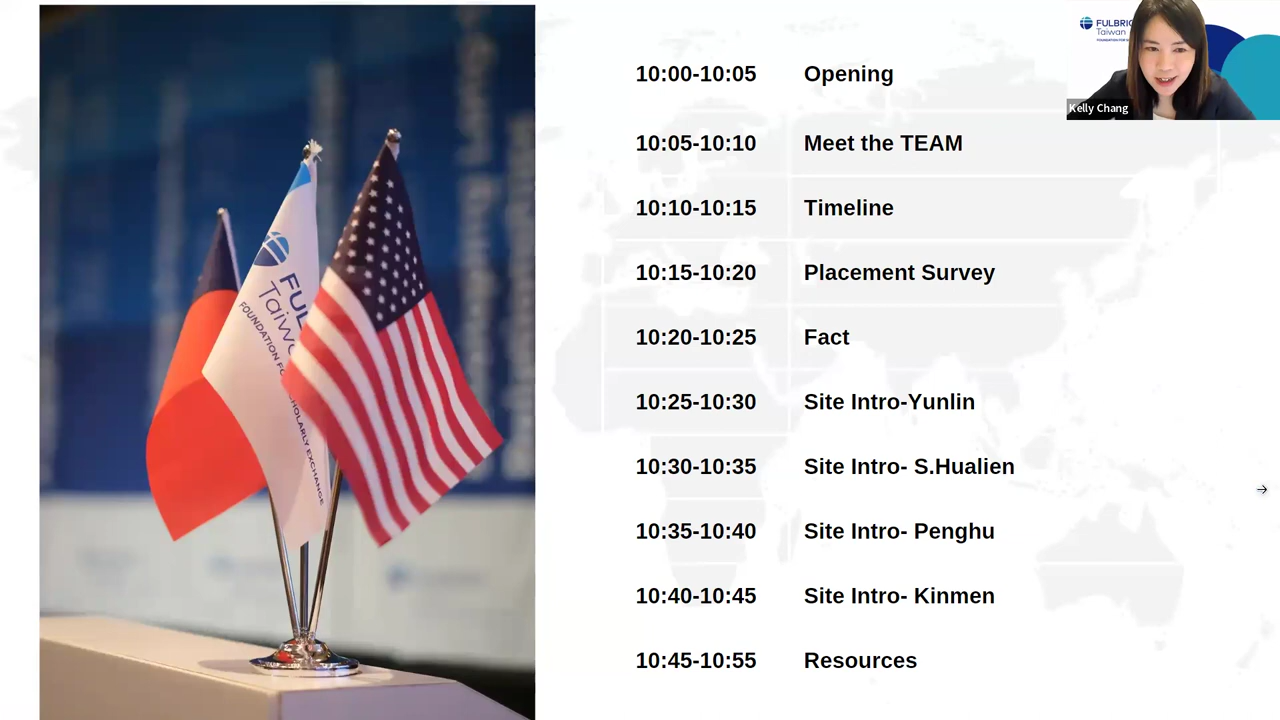 10:00-10:05 Opening
10:05-10:10 Meet the TEAM
10:10-10:15 Timeline
10:15-10:20 Placement Survey
10:20-10:25 Fact
10:25-10:30 Site Intro-Yunlin
10:30-10:35 Site Intro- S.Hualien
10:35-10:40 Site Intro- Penghu
10:40-10:45 Site Intro- Kinmen
10:45-10:55 Resources
FULBRIG
Taiwan
Kelly Chang
FUL
Taiwa
FOUNDATION FO
CHOLARLY EXCHANGE